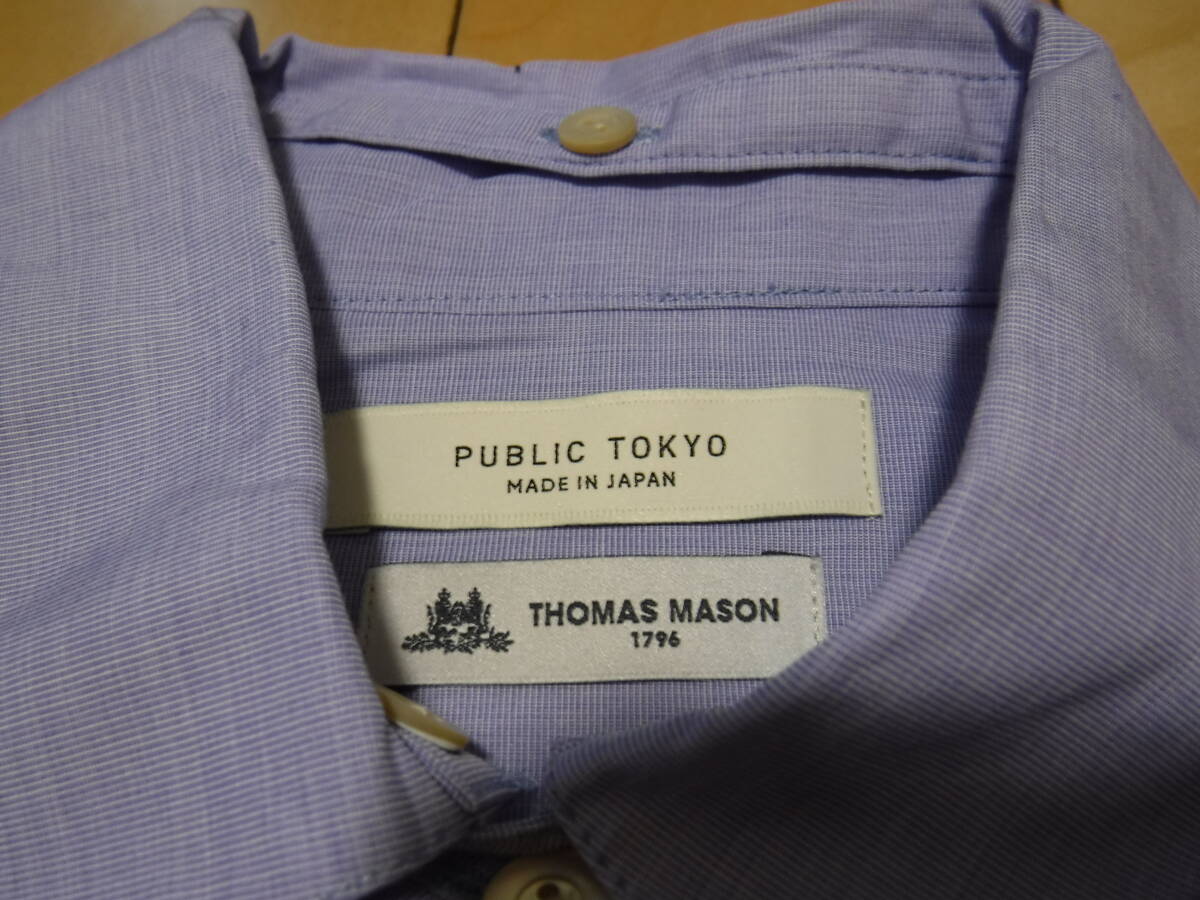 PUBLIC TOKYO
MADE IN JAPAN
THOMAS MASON
1796